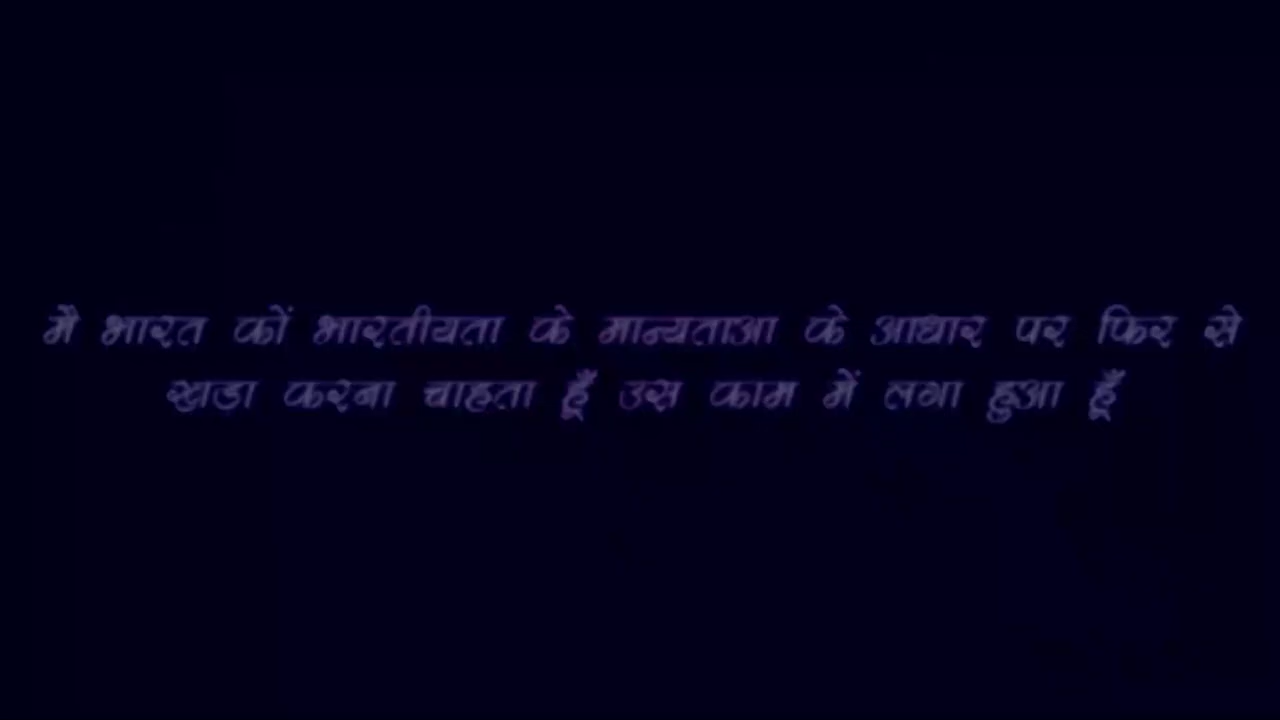 मै भारत कों भारतीयता के मान्यताआ के आधार पर फिर से
खडा करना चाहता हूँ उस काम में लगा हुआ हूँ